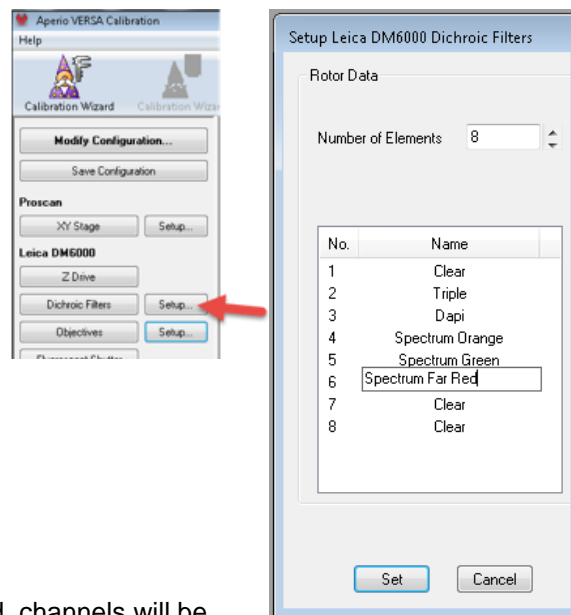 Aperio VERSA Calibration
Help
Calibration Wizard Calibration Wiza
Modify Configuration...
Save Configuration
Proscan
XY Stage Setup...
Leica DM6000
Z Drive
Dichroic Filters Setup...
Objectives Setup...
Setup Leica DM6000 Dichroic Filters
Rotor Data
Number of Elements 8
No. Name
1 Clear
2 Triple
3 Dapi
4 Spectrum Orange
5 Spectrum Green
6 Spectrum Far Red
7 Clear
8 Clear
Set Cancel
channels will be